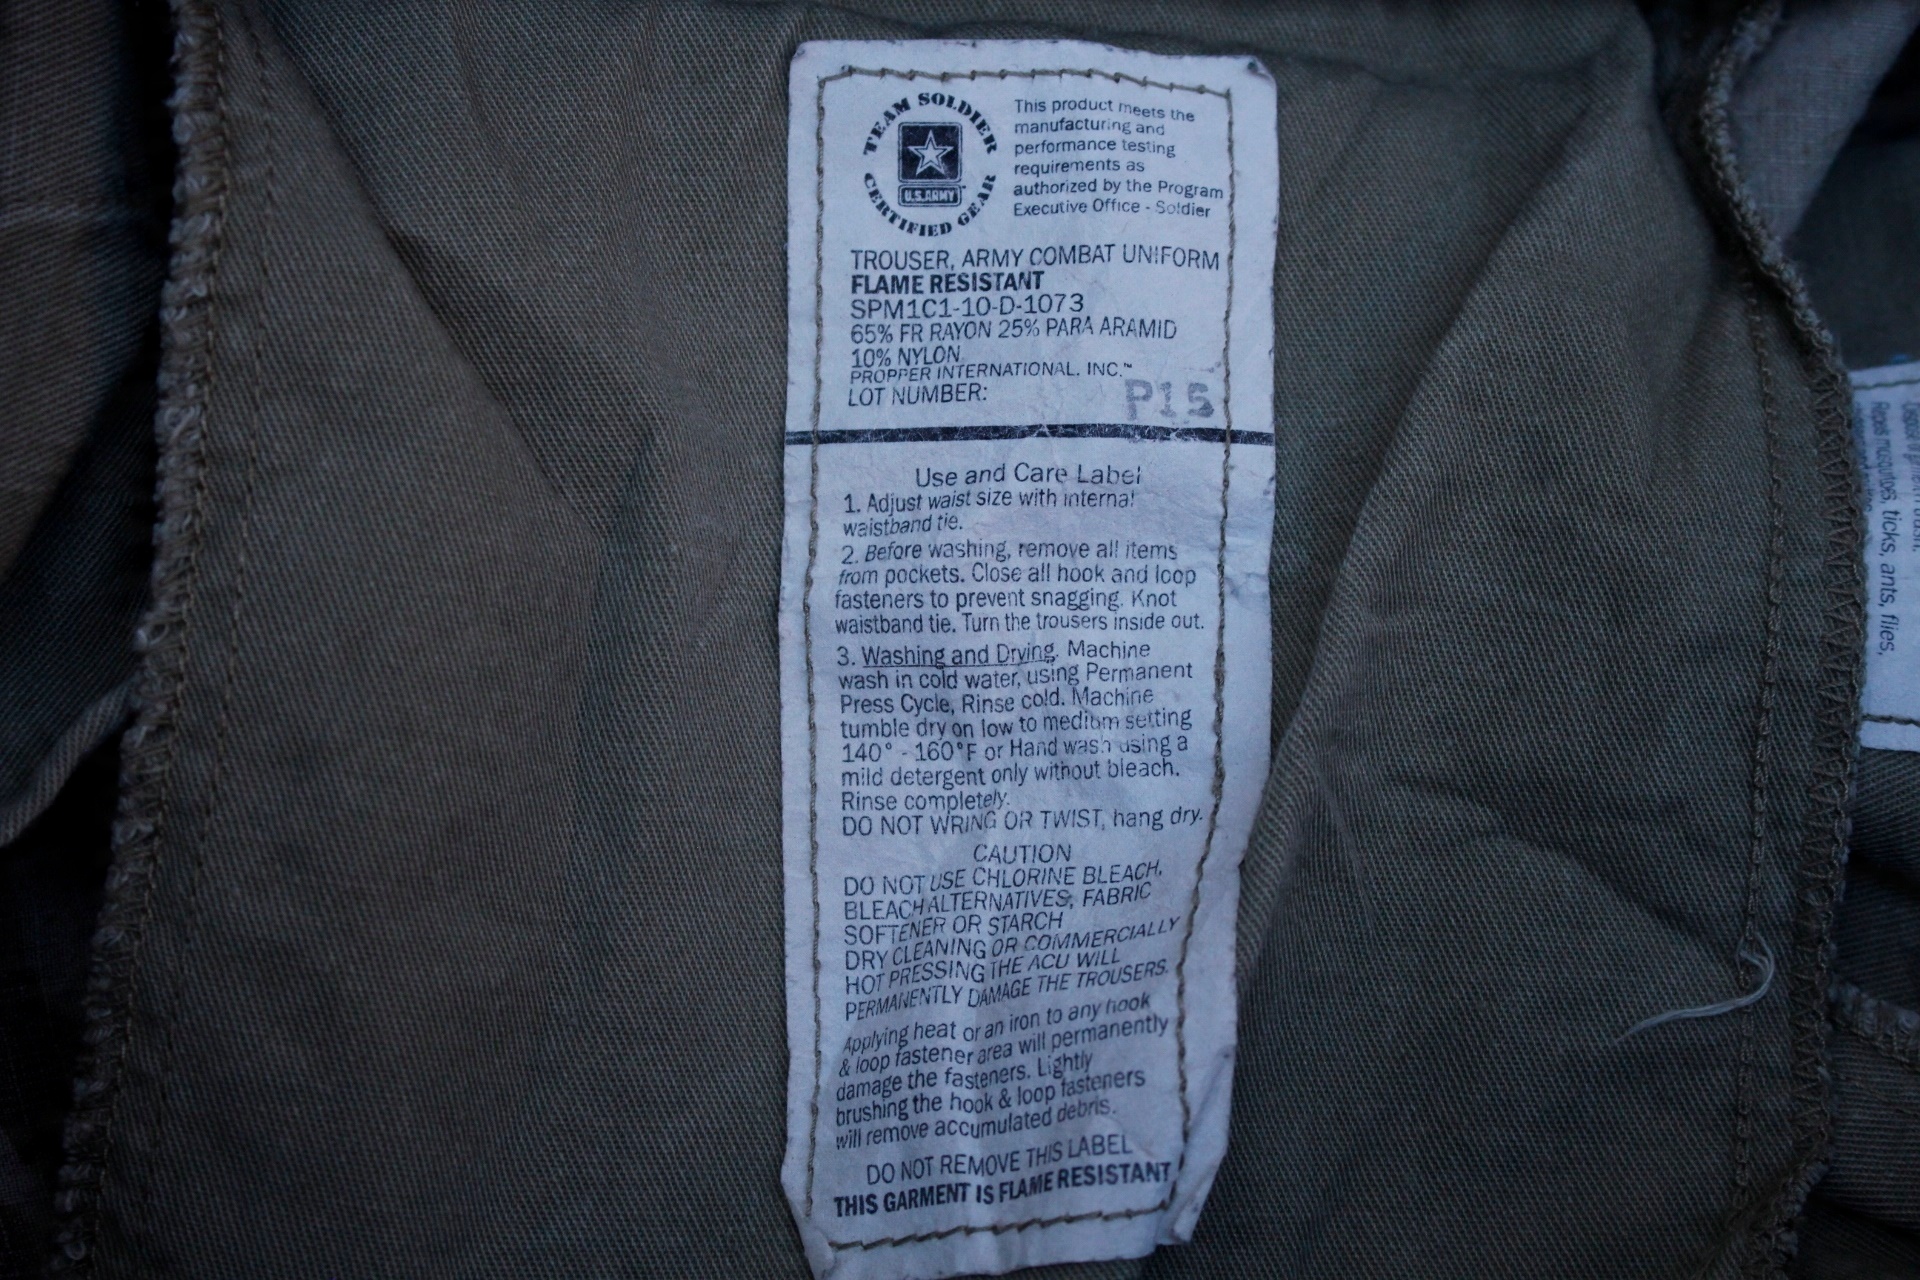 TEAM SOLDIER
CERTIFIED GEAR
U.S.ARMY
This product meets the
manufacturing and
performance testing
requirements as
authorized by the Program
Executive Office - Soldier
TROUSER, ARMY COMBAT UNIFORM
FLAME RESISTANT
SPM1C1-10-D-1073
65% FR RAYON 25% PARA ARAMID
10% NYLON
PROPPER INTERNATIONAL, INC.™
LOT NUMBER: P15
Use and Care Label
1. Adjust waist size with internal
waistband tie.
2. Before washing, remove all items
from pockets. Close all hook and loop
fasteners to prevent snagging. Knot
waistband tie. Turn the trousers inside out.
3. Washing and Drying. Machine
wash in cold water, using Permanent
Press Cycle, Rinse cold. Machine
tumble dry on low to medium setting
140° - 160°F or Hand wash using a
mild detergent only without bleach.
Rinse completely.
DO NOT WRING OR TWIST, hang dry.
CAUTION
DO NOT USE CHLORINE BLEACH,
BLEACH ALTERNATIVES, FABRIC
SOFTENER OR STARCH
DRY CLEANING OR COMMERCIALLY
HOT PRESSING THE ACU WILL
PERMANENTLY DAMAGE THE TROUSERS.
Applying heat or an iron to any hook
& loop fastener area will permanently
damage the fasteners. Lightly
brushing the hook & loop fasteners
will remove accumulated debris.
DO NOT REMOVE THIS LABEL
THIS GARMENT IS FLAME RESISTANT
trash.
mosquitos, ticks, ants, flies,